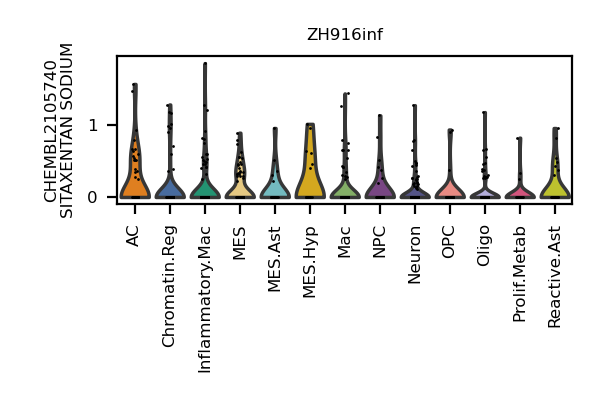 ZH916inf
CHEMBL2105740
SITAXENTAN SODIUM
1
0
AC
Chromatin.Reg
Inflammatory.Mac
MES
MES.Ast
MES.Hyp
Mac
NPC
Neuron
OPC
Oligo
Prolif.Metab
Reactive.Ast